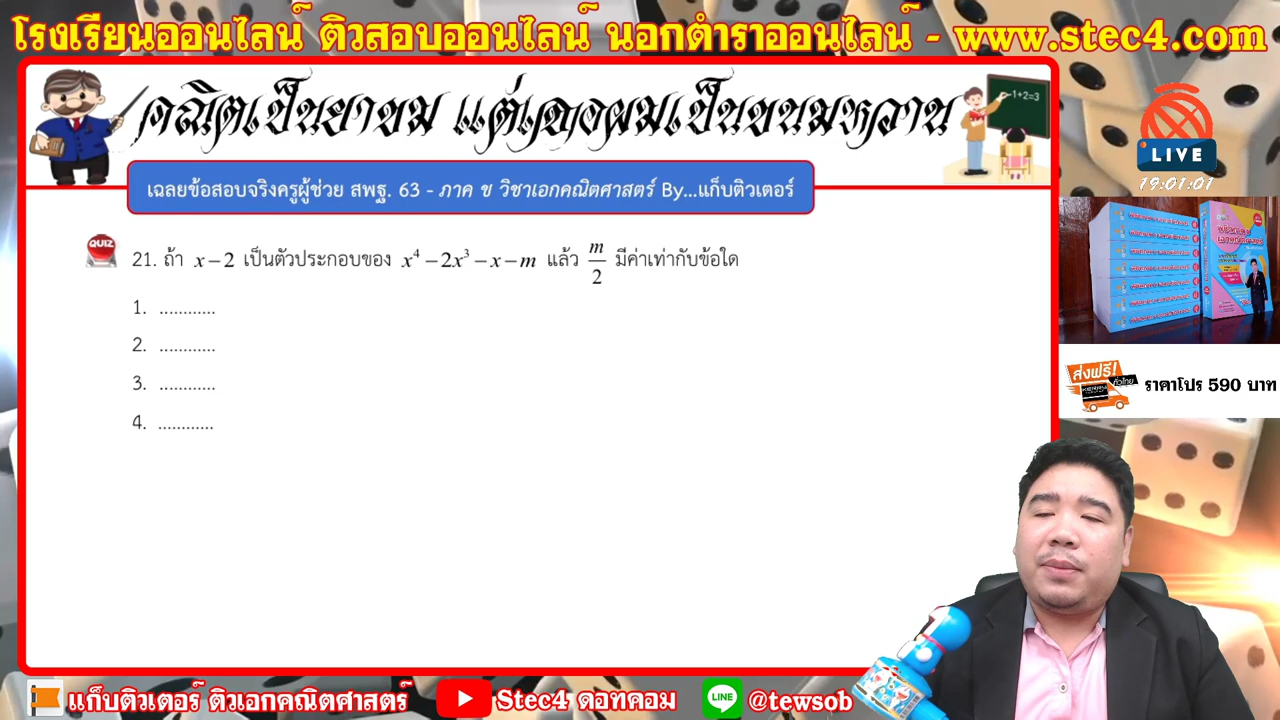 โรงเรียนออนไลน์ ติวสอบออนไลน์ นอกตำราออนไลน์ - www.stec4.com
คณิตเป็นยาขม แต่เจอผมเป็นขนมหวาน
1+2=3
LIVE
19:01:01
เฉลยข้อสอบจริงครูผู้ช่วย สพฐ. 63 - ภาค ข วิชาเอกคณิตศาสตร์ By...แก็บติวเตอร์
QUIZ
21. ถ้า x-2 เป็นตัวประกอบของ x⁴-2x³-x-m แล้ว m/2 มีค่าเท่ากับข้อใด
1. ............
2. ............
3. ............
4. ............
ส่งฟรี!
ทั่วไทย
ราคาโปร 590 บาท
แก็บติวเตอร์ ติวเอกคณิตศาสตร์
Stec4 ดอทคอม
LINE
@tewsob